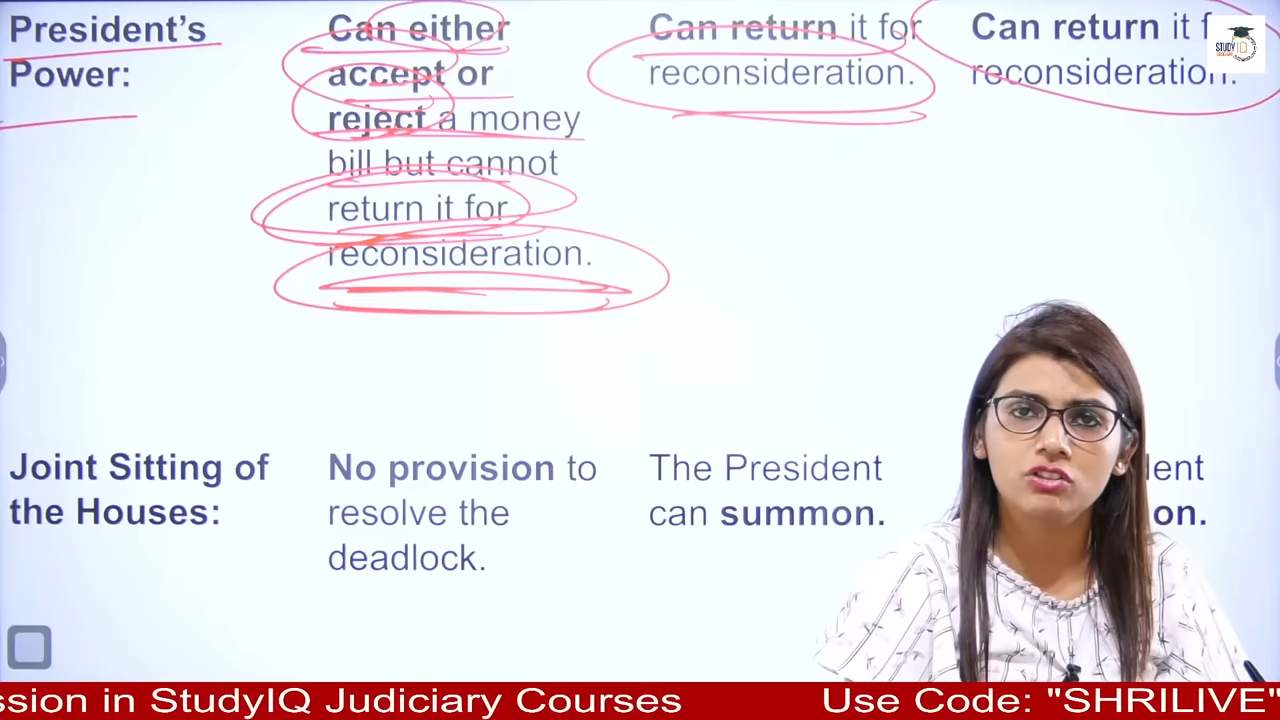 President's
Power:
Can either
accept or
reject a money
bill but cannot
return it for
reconsideration.
Can return it for
reconsideration.
Can return it f
reconsideration.
STUDY IQ
Joint Sitting of
the Houses:
No provision to
resolve the
deadlock.
The President
can summon.
dent
on.
ssion in StudyIQ Judiciary Courses Use Code: "SHRILIVE"